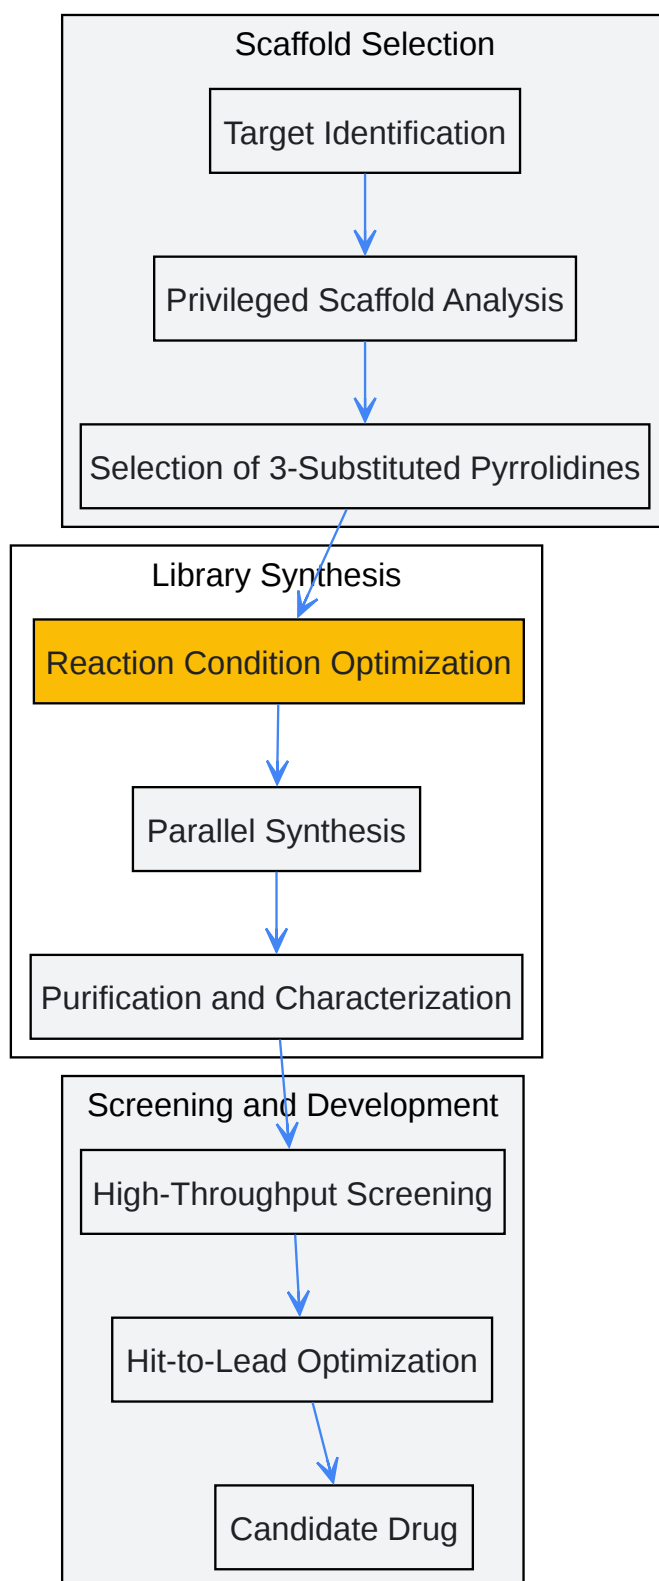 Scaffold Selection
Target Identification
Privileged Scaffold Analysis
Selection of 3-Substituted Pyrrolidines
Library Synthesis
Reaction Condition Optimization
Parallel Synthesis
Purification and Characterization
Screening and Development
High-Throughput Screening
Hit-to-Lead Optimization
Candidate Drug